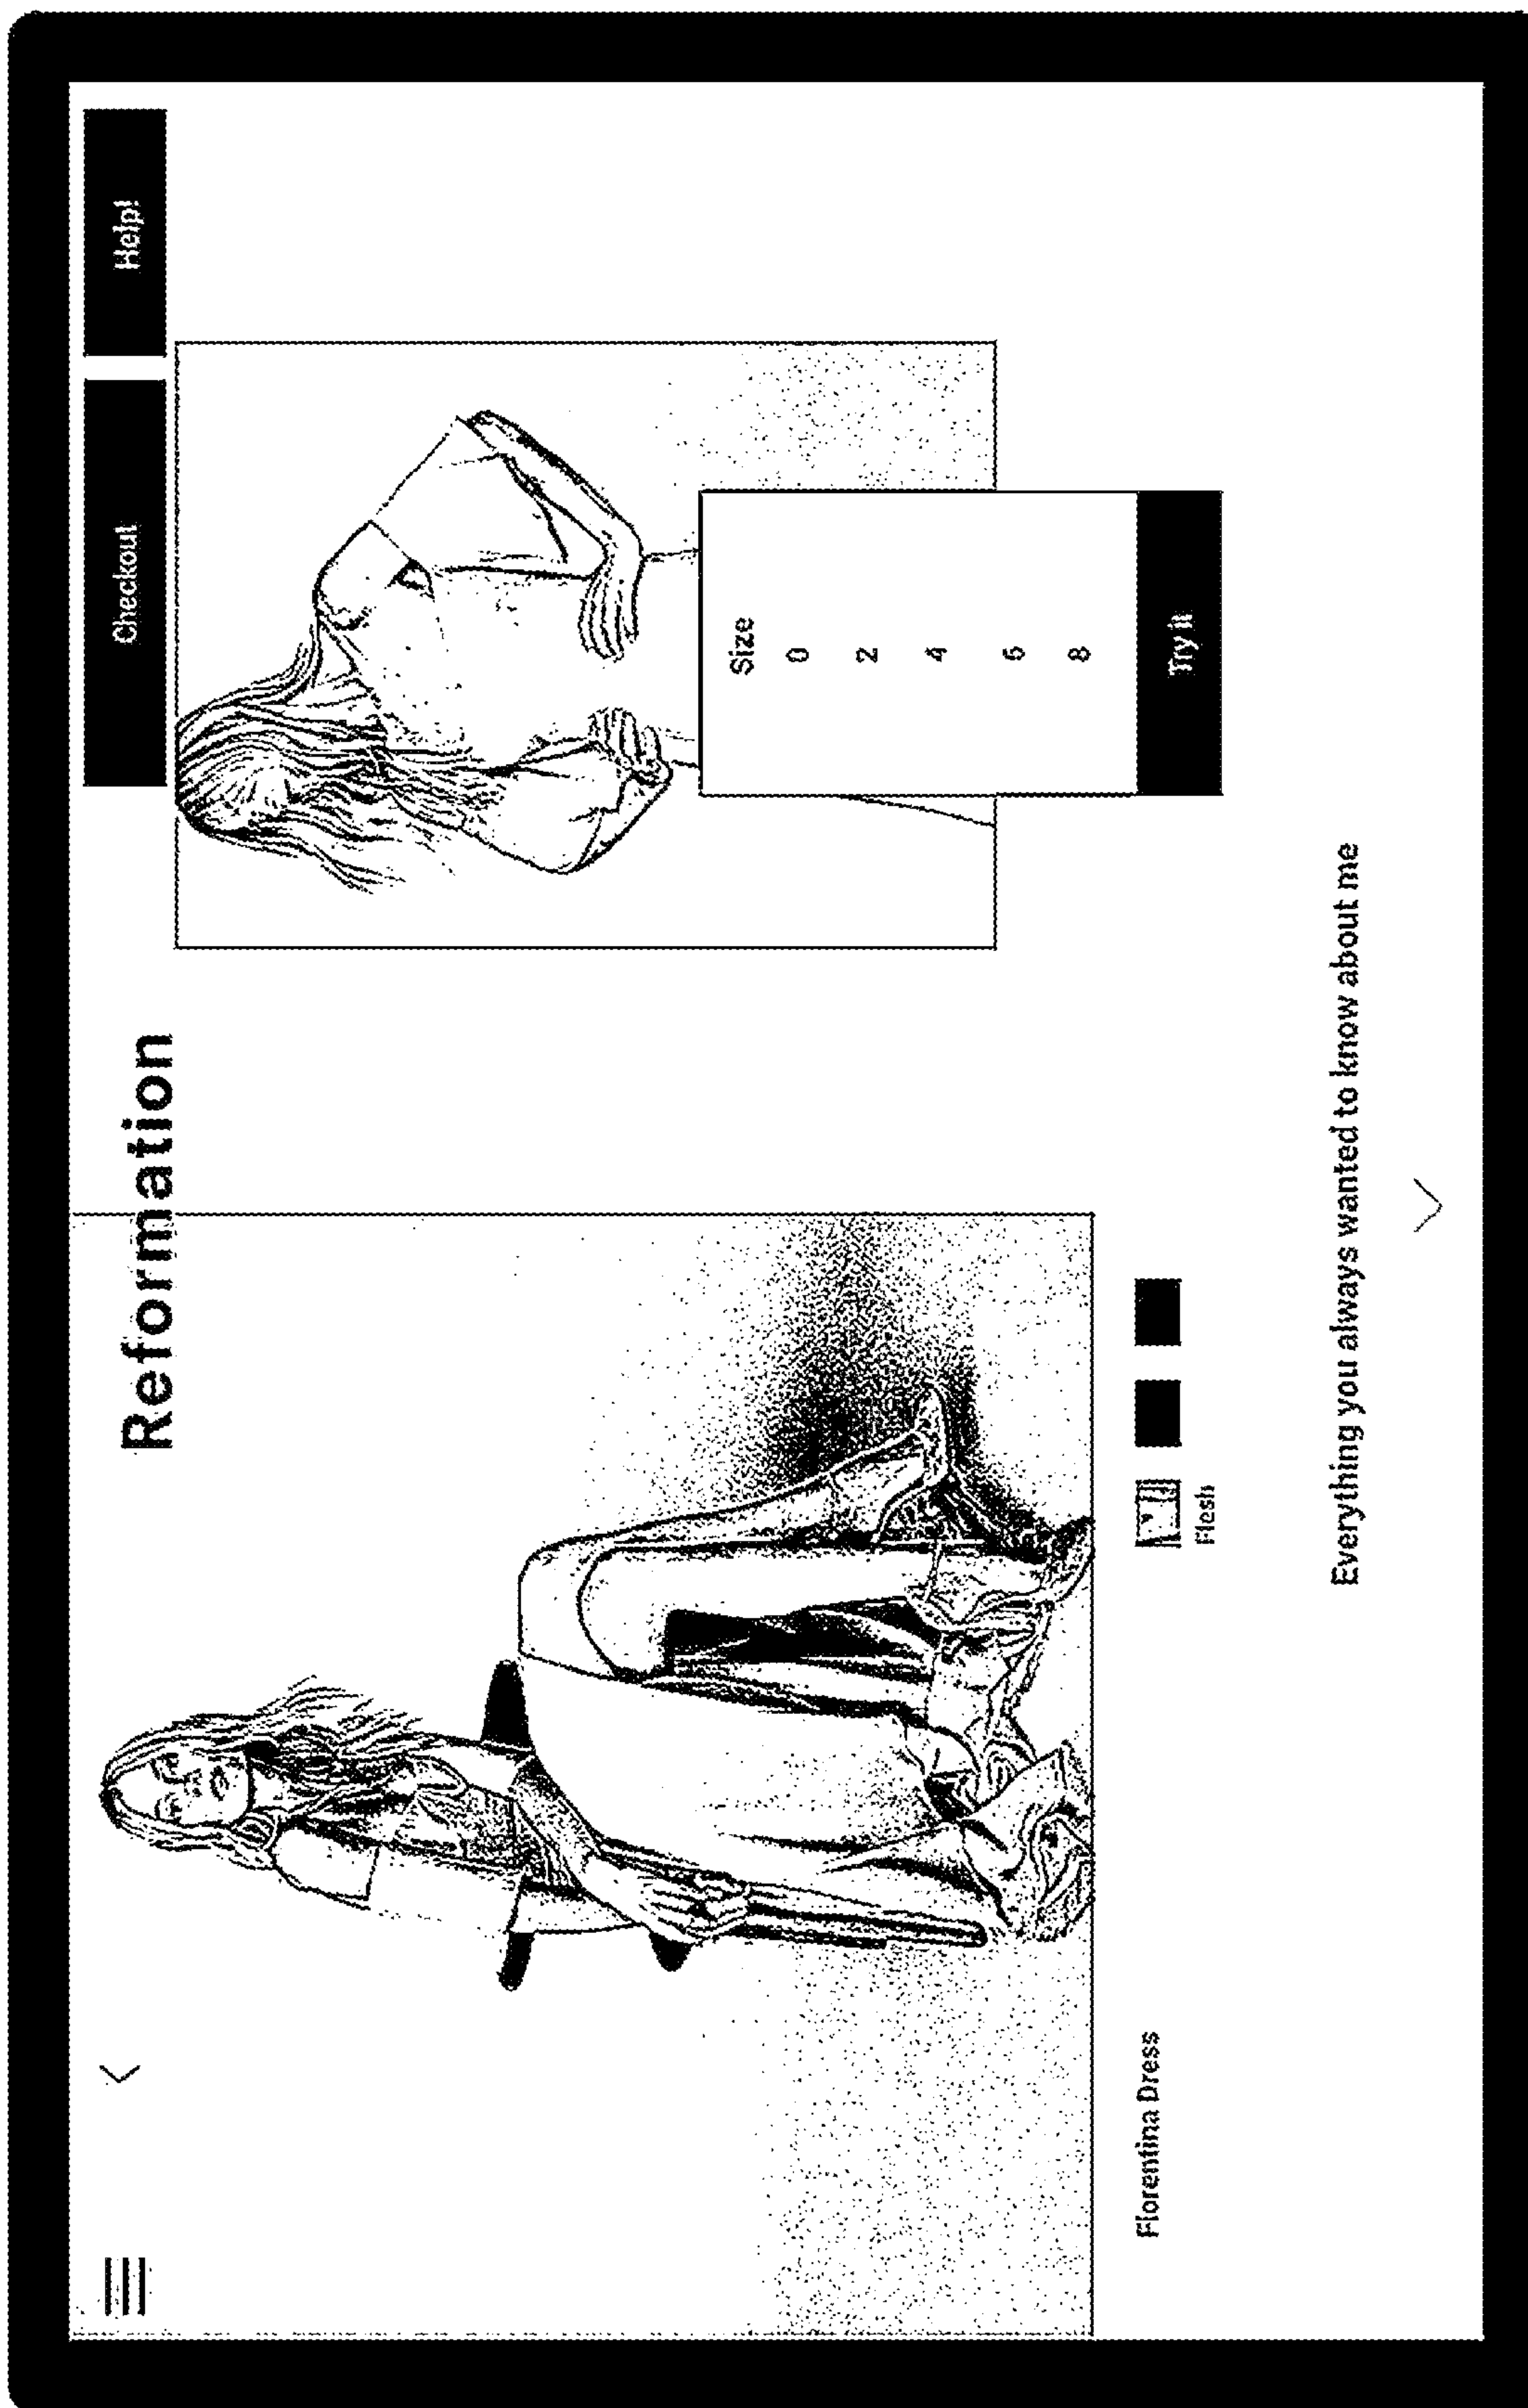 Reformation
Checkout
Help!
Size
0
2
4
6
8
Try it
Florentina Dress
Flesh
Everything you always wanted to know about me